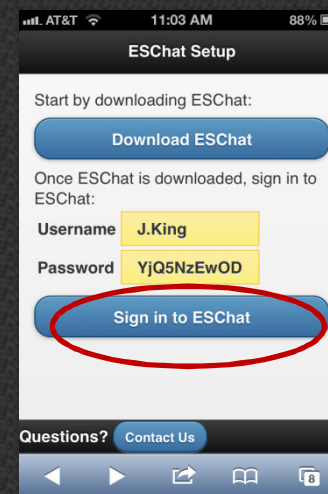 AT&T 11:03 AM 88%
ESChat Setup
Start by downloading ESChat:
Download ESChat
Once ESChat is downloaded, sign in to
ESChat:
Username J.King
Password YjQ5NzEwOD
Sign in to ESChat
Questions? Contact Us
8